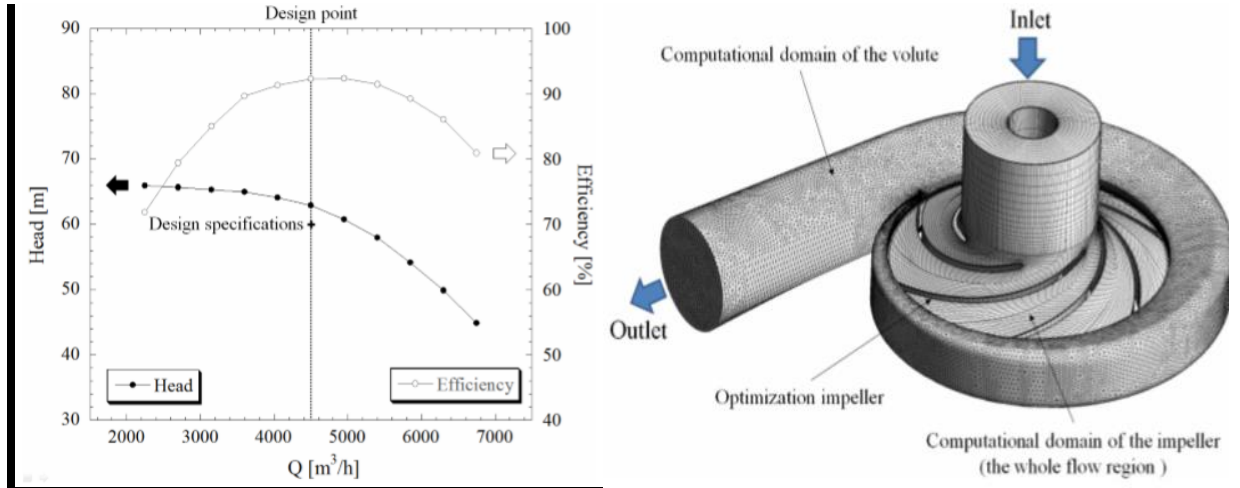 Design point
90
80
70
60
50
40
30
Head [m]
100
90
80
70
60
50
40
Efficiency [%]
Design specifications
Head
Efficiency
2000 3000 4000 5000 6000 7000
Q [m³/h]
Inlet
Computational domain of the volute
Outlet
Optimization impeller
Computational domain of the impeller
(the whole flow region )